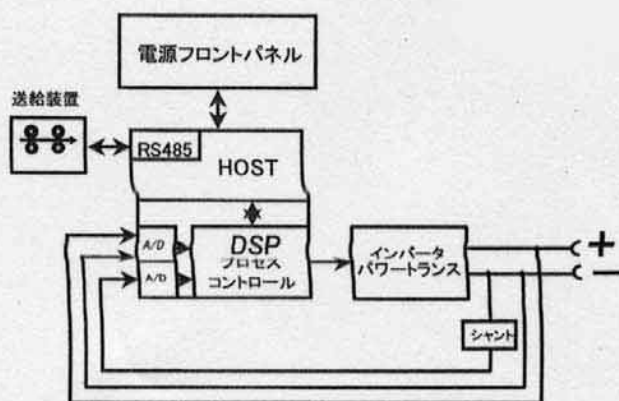 電源フロントパネル
送給装置
RS485
HOST
A/D
DSP
プロセス
コントロール
A/D
インバータ
パワートランス
+
−
シャント